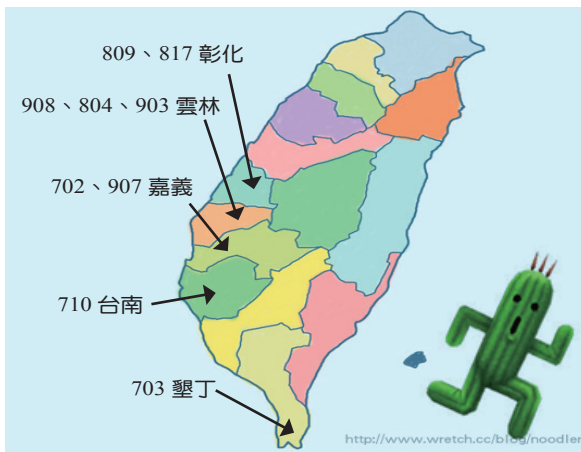 809、817 彰化
908、804、903 雲林
702、907 嘉義
710 台南
703 墾丁
http://www.wretch.cc/blog/noodler